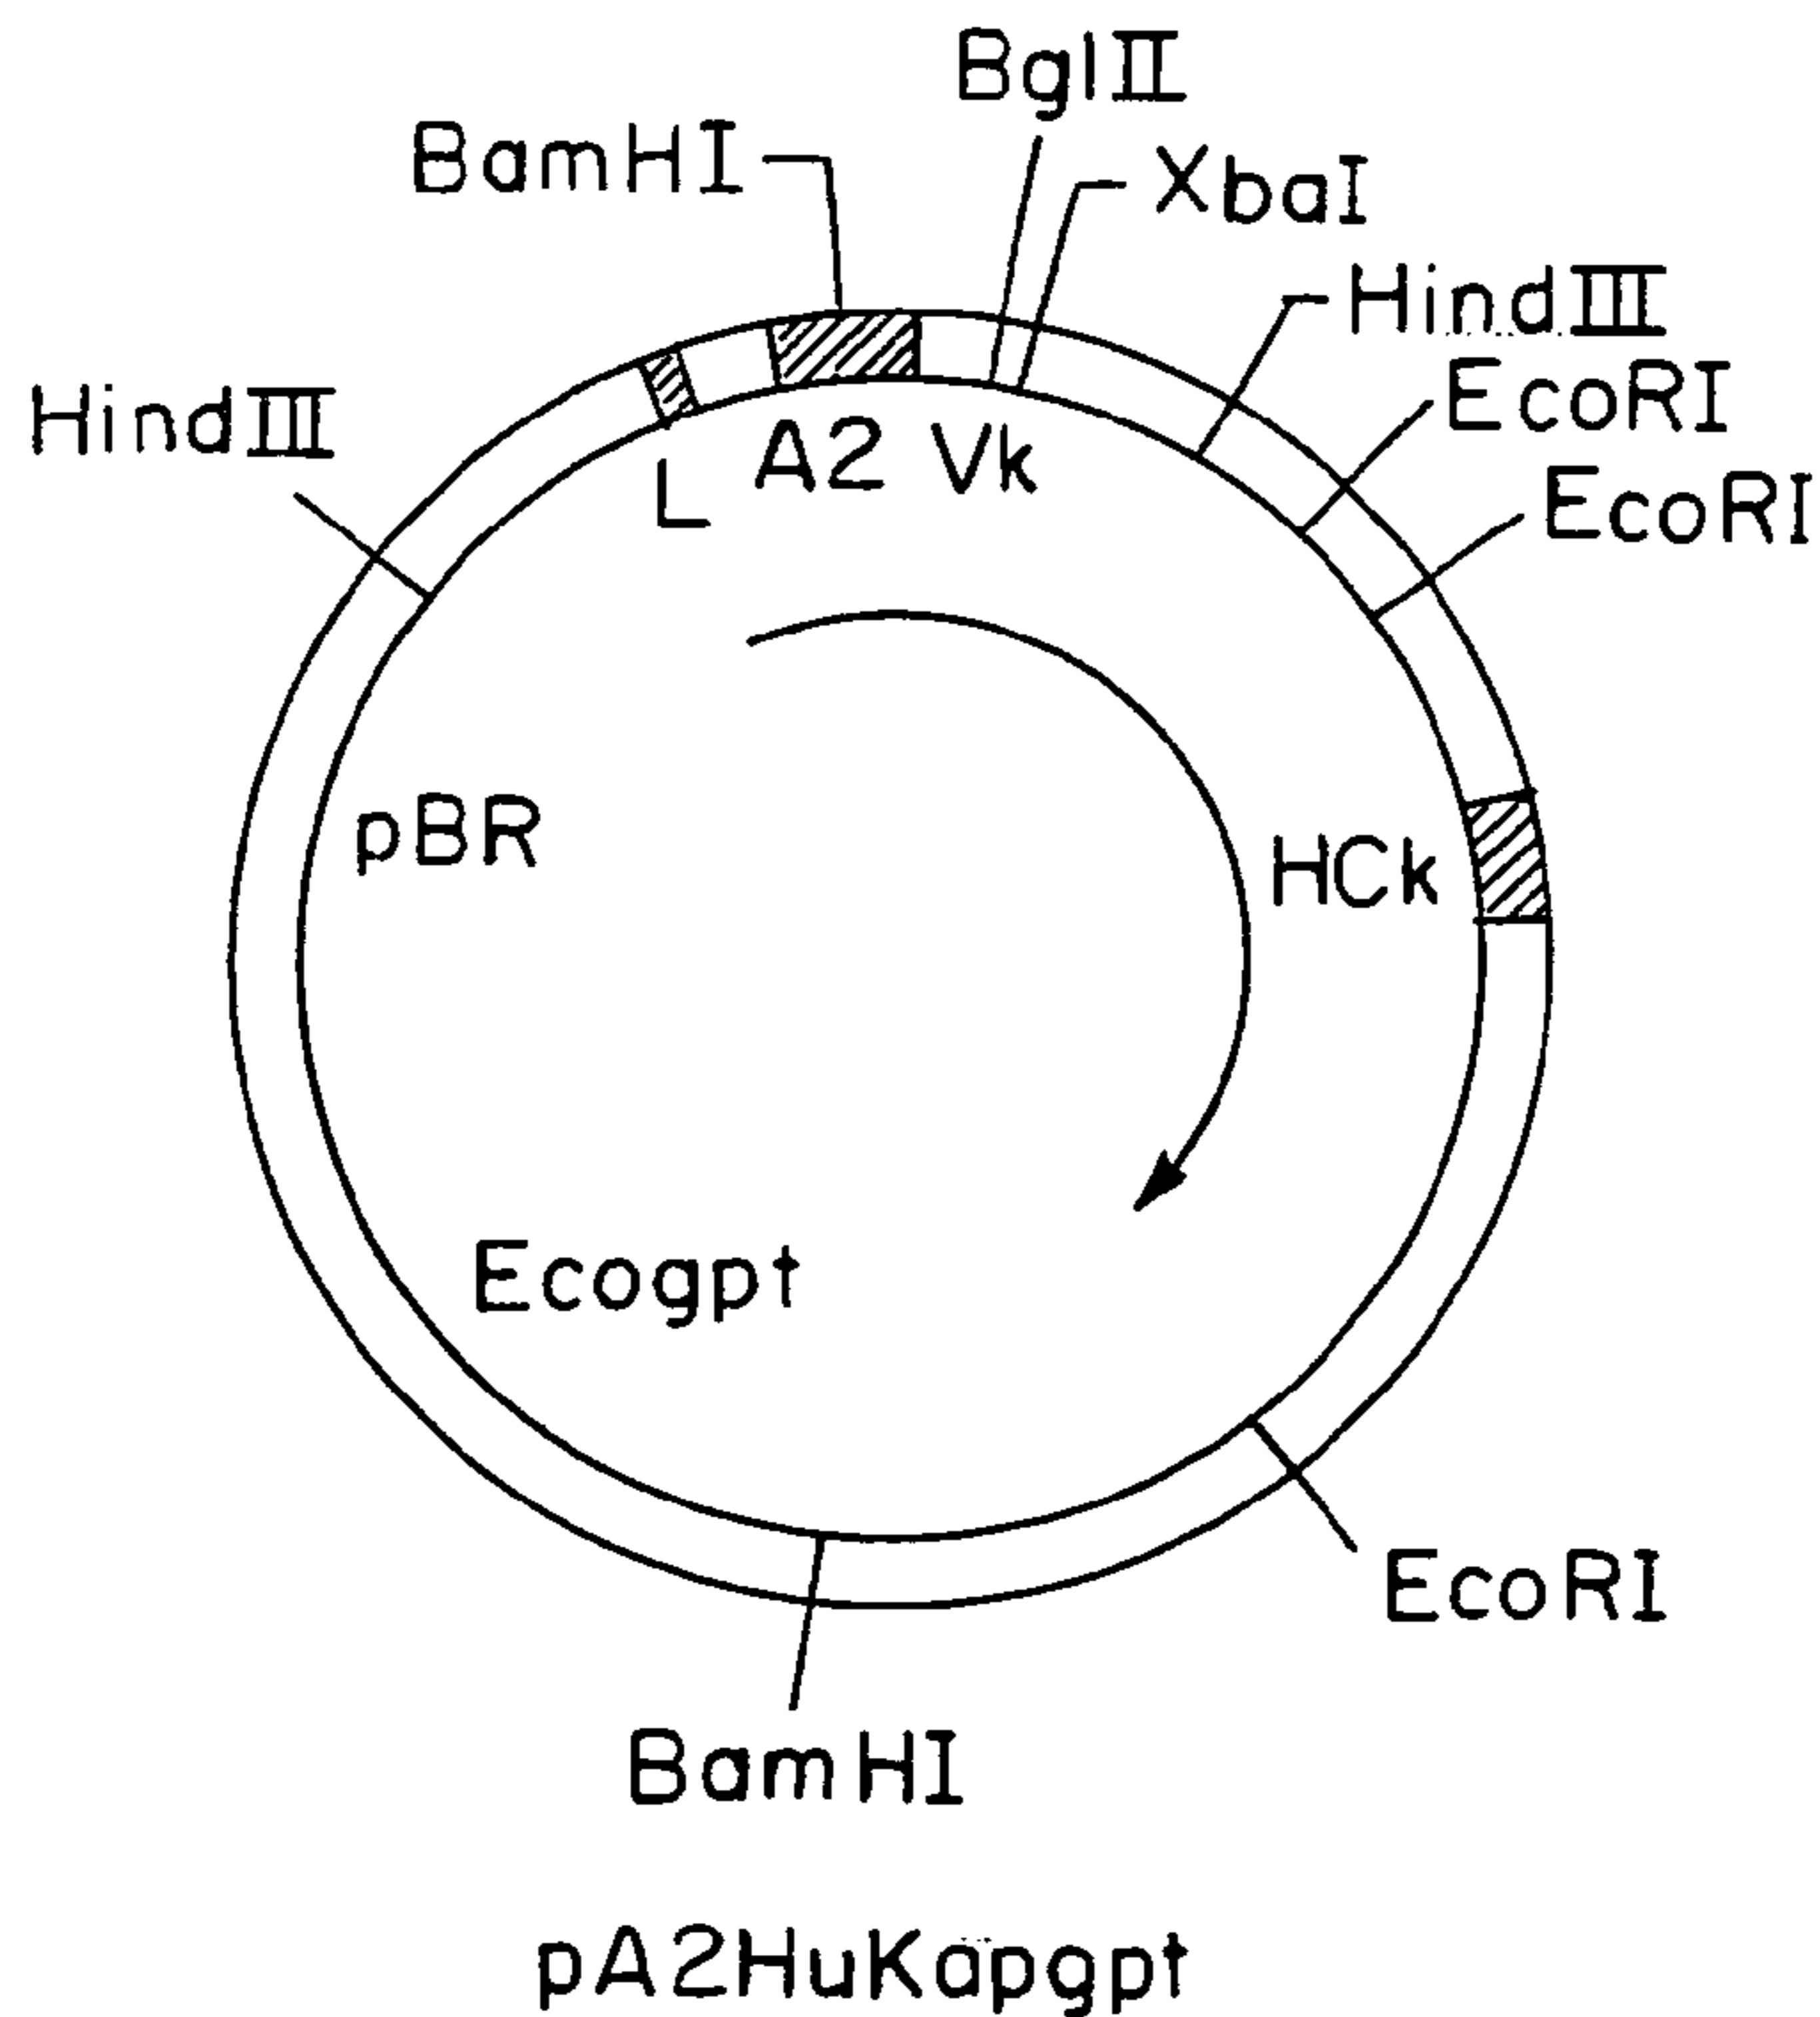 BglII
BamHI
XbaI
HindIII
EcoRI
HindIII
EcoRI
L
A2 Vk
pBR
HCk
Ecogpt
EcoRI
BamHI
pA2HuKapgpt